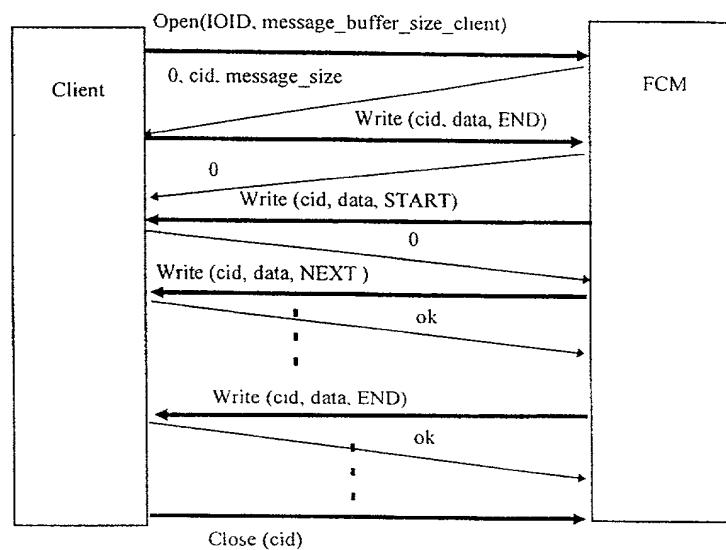 Open(IOID, message_buffer_size_client)
Client
FCM
0, cid. message_size
Write (cid, data, END)
0
Write (cid, data, START)
0
Write (cid, data, NEXT )
ok
Write (cid, data, END)
ok
Close (cid)